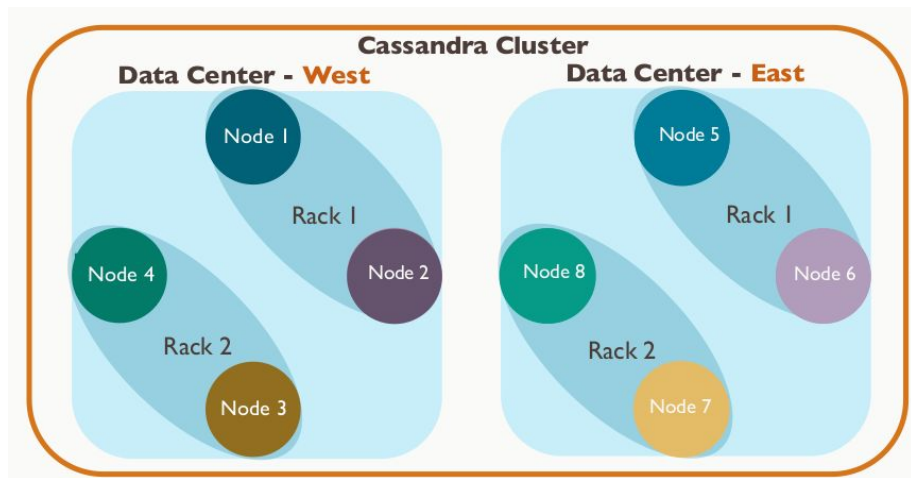 Cassandra Cluster
Data Center - West
Data Center - East
Node 1
Rack 1
Node 2
Node 4
Rack 2
Node 3
Node 5
Rack 1
Node 6
Node 8
Rack 2
Node 7